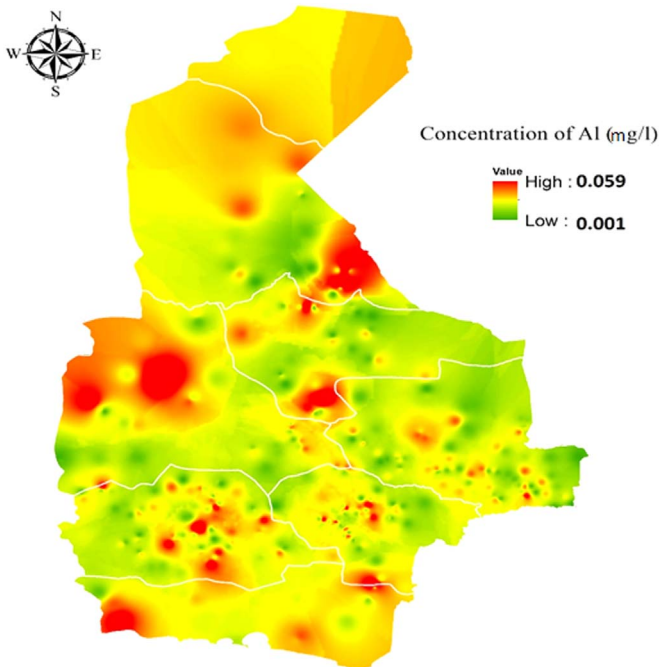 N
W E
S
Concentration of Al (mg/l)
Value
High : 0.059
Low : 0.001